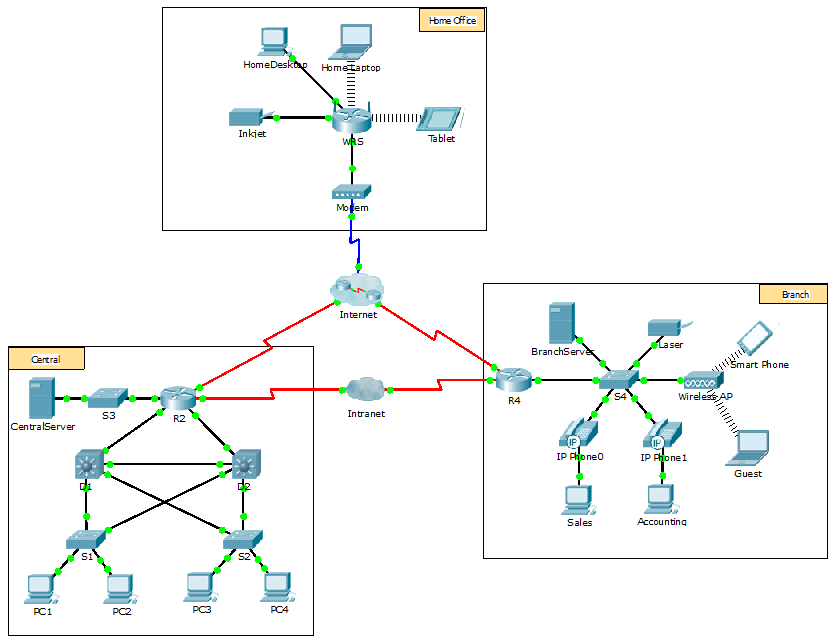 Home Office
HomeDesktop
Home Laptop
Inkjet
WRS
Tablet
Modem
Internet
Branch
BranchServer
Laser
Smart Phone
R4
S4
Wireless AP
IP
IP
IP Phone0
IP Phone1
Guest
Sales
Accounting
Intranet
Central
CentralServer
S3
R2
D1
D2
S1
S2
PC1
PC2
PC3
PC4